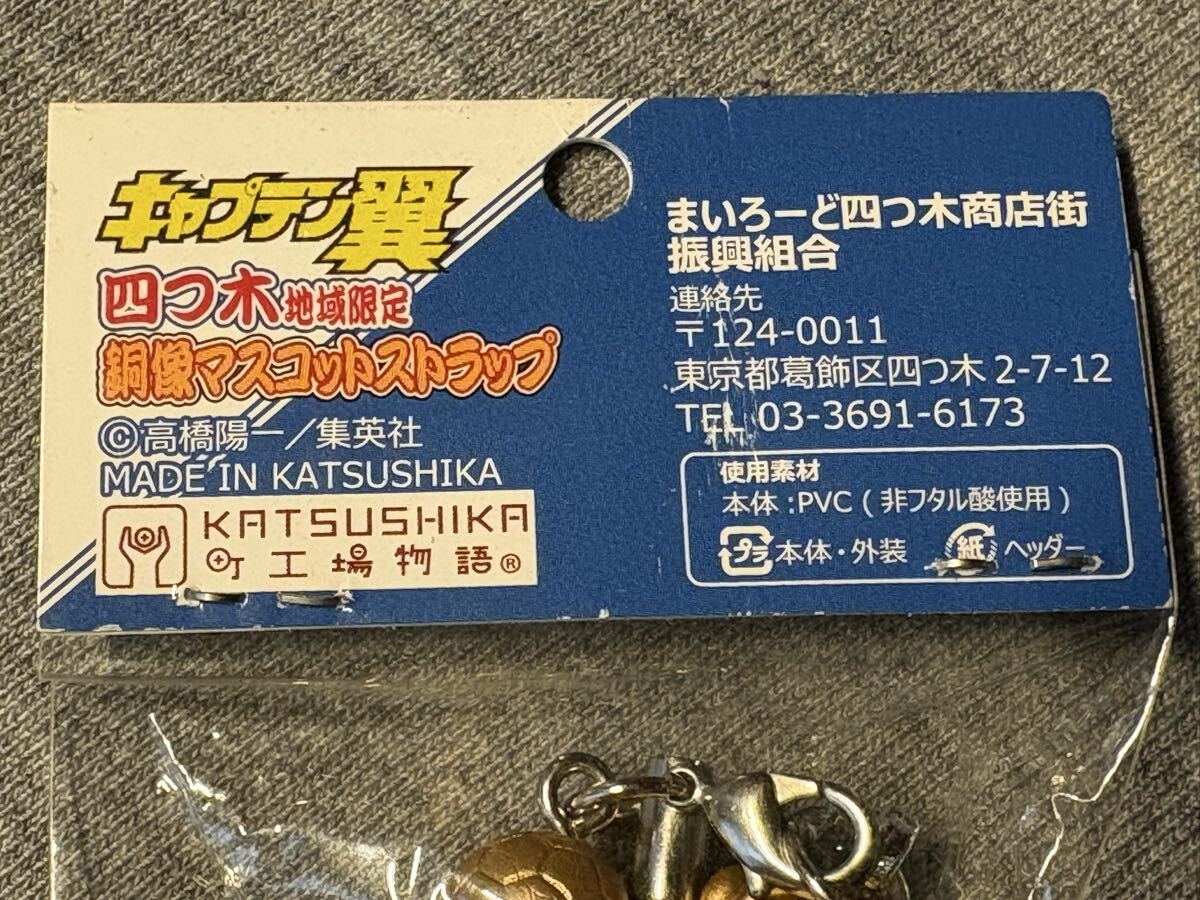 キャプテン翼
四つ木地域限定
銅像マスコットストラップ
©高橋陽一／集英社
MADE IN KATSUSHIKA
KATSUSHIKA
町工場物語®
まいろーど四つ木商店街
振興組合
連絡先
〒124-0011
東京都葛飾区四つ木2-7-12
TEL 03-3691-6173
使用素材
本体:PVC(非フタル酸使用)
プラ 本体・外装 紙 ヘッダー